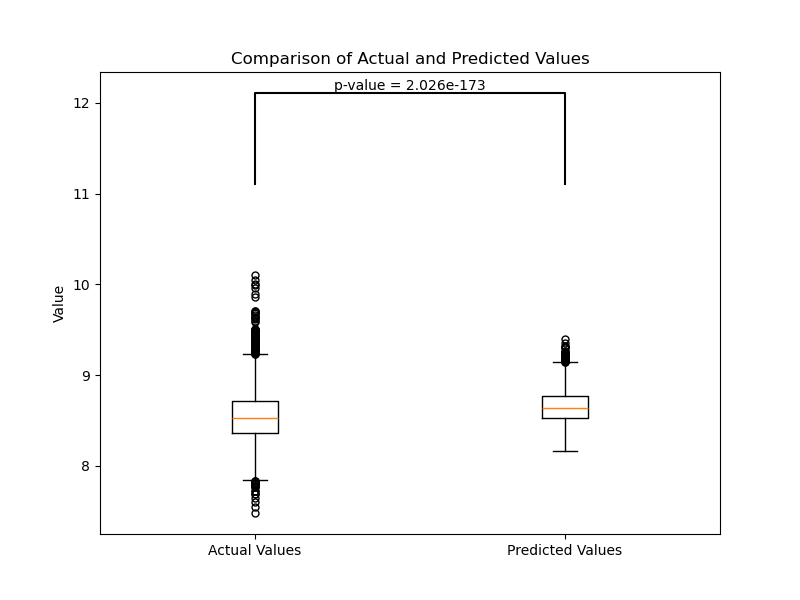 Comparison of Actual and Predicted Values
p-value = 2.026e-173
12
11
10
9
8
Value
Actual Values
Predicted Values